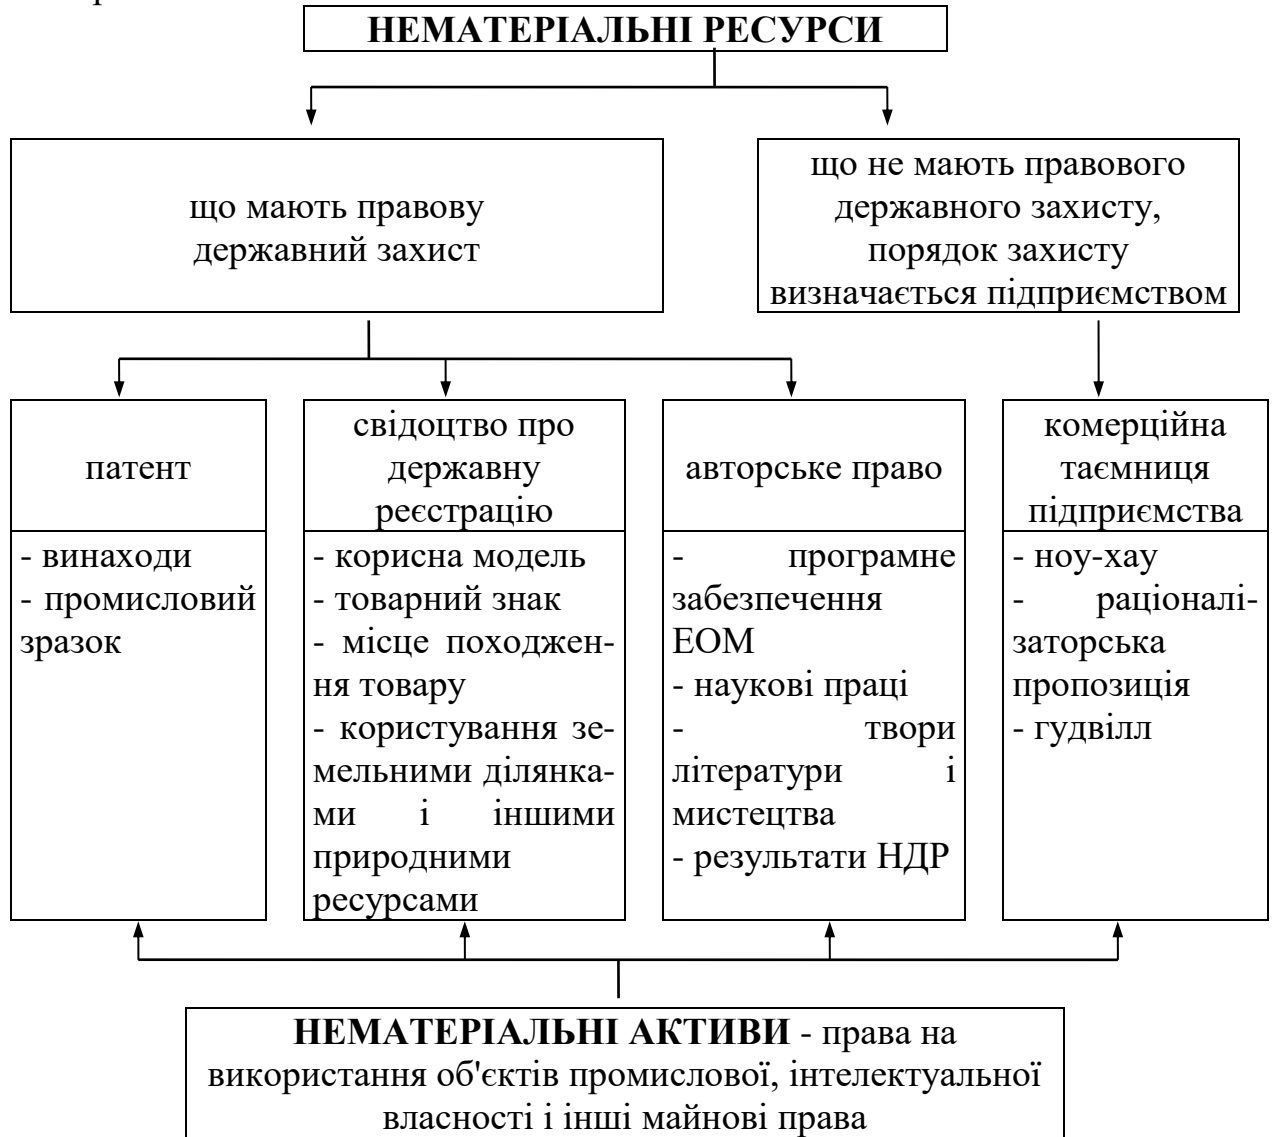 НЕМАТЕРІАЛЬНІ РЕСУРСИ
що мають правову
державний захист
що не мають правового
державного захисту,
порядок захисту
визначається підприємством
патент
- винаходи
- промисловий
зразок
свідоцтво про
державну
реєстрацію
- корисна модель
- товарний знак
- місце походжен-
ня товару
- користування зе-
мельними ділянка-
ми і іншими
природними
ресурсами
авторське право
- програмне
забезпечення
ЕОМ
- наукові праці
- твори
літератури і
мистецтва
- результати НДР
комерційна
таємниця
підприємства
- ноу-хау
- раціоналі-
заторська
пропозиція
- гудвілл
НЕМАТЕРІАЛЬНІ АКТИВИ - права на
використання об'єктів промислової, інтелектуальної
власності і інші майнові права